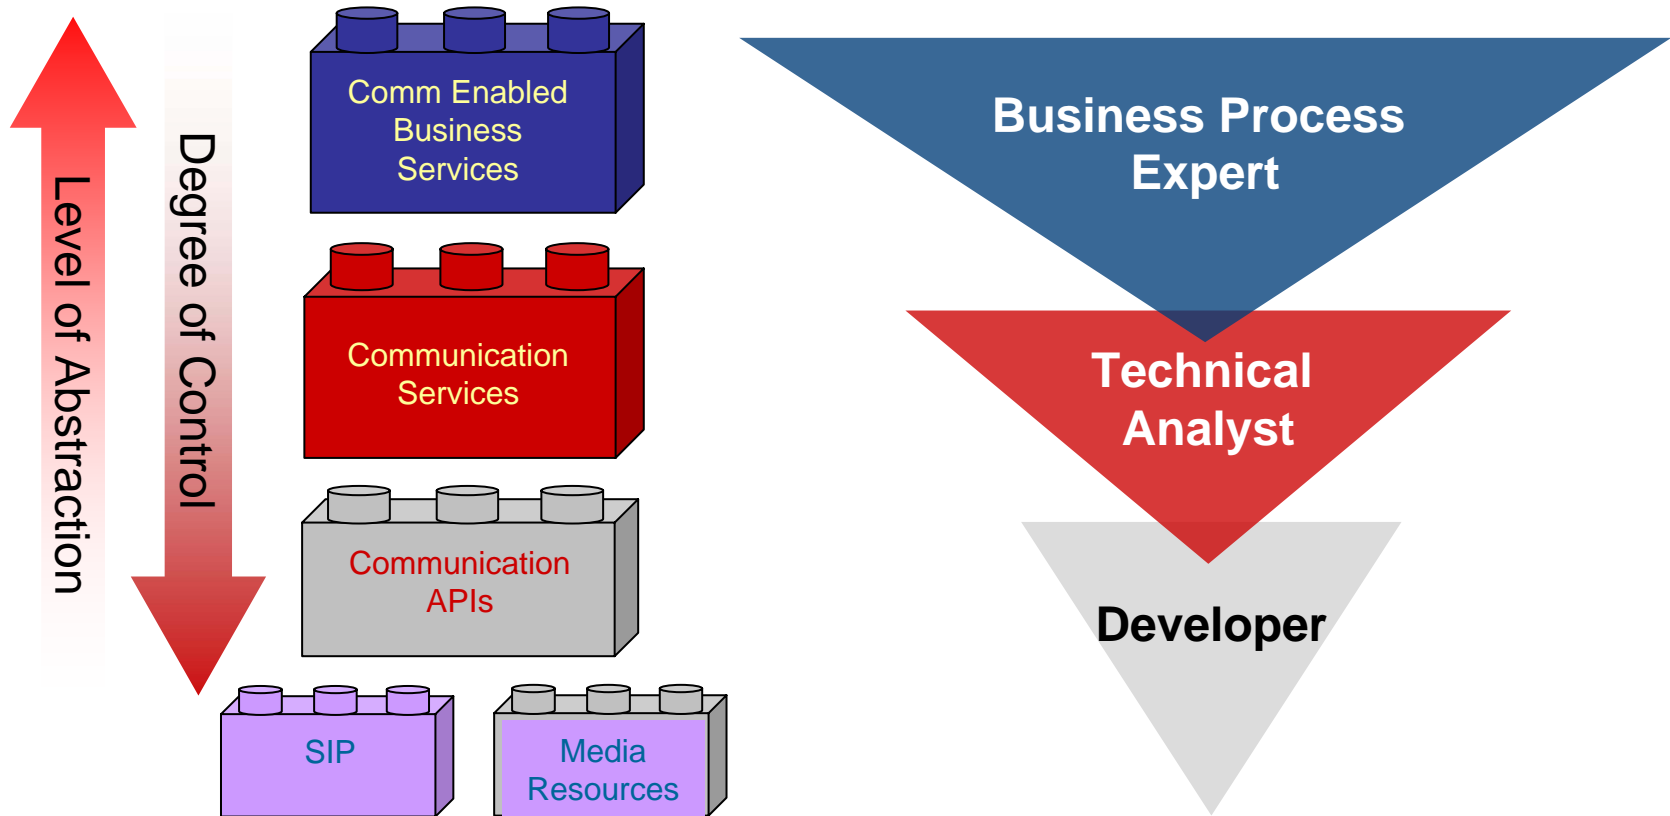 Level of Abstraction
Degree of Control
Comm Enabled
Business
Services
Communication
Services
Communication
APIs
SIP
Media
Resources
Business Process
Expert
Technical
Analyst
Developer